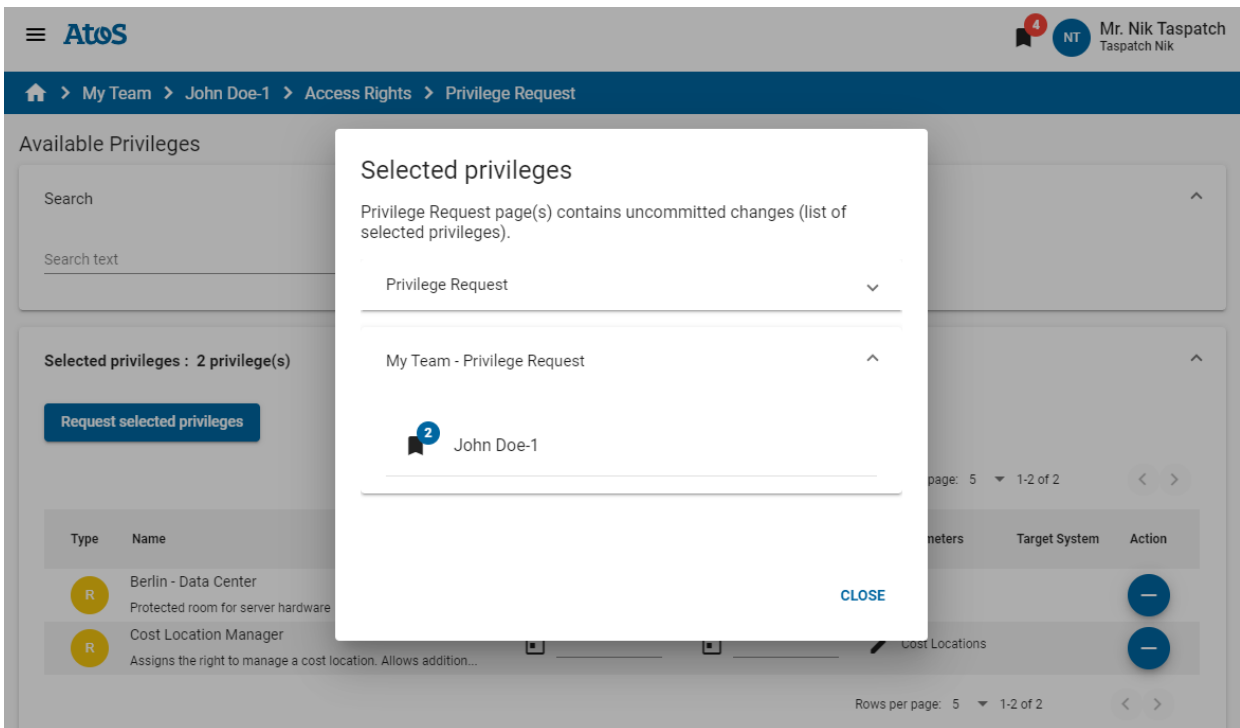 Atos
4
NT
Mr. Nik Taspatch
Taspatch Nik
My Team
John Doe-1
Access Rights
Privilege Request
Available Privileges
Search
Search text
Selected privileges : 2 privilege(s)
Request selected privileges
Selected privileges
Privilege Request page(s) contains uncommitted changes (list of
selected privileges).
Privilege Request
My Team - Privilege Request
2
John Doe-1
CLOSE
page: 5 1-2 of 2
Type Name Target System Action
R
Berlin - Data Center
Protected room for server hardware
R
Cost Location Manager
Assigns the right to manage a cost location. Allows addition...
Cost Locations
Rows per page: 5 1-2 of 2